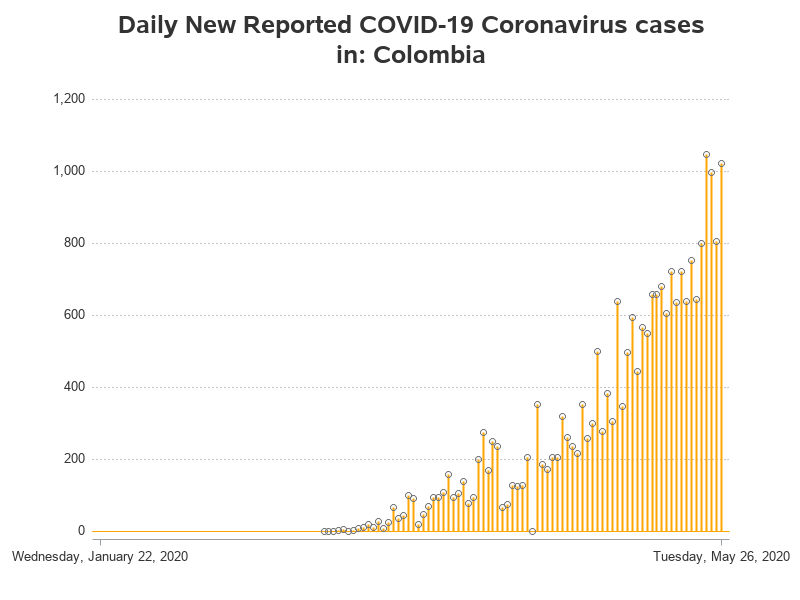 Daily New Reported COVID-19 Coronavirus cases
in: Colombia
1,200
1,000
800
600
400
200
0
Wednesday, January 22, 2020 Tuesday, May 26, 2020